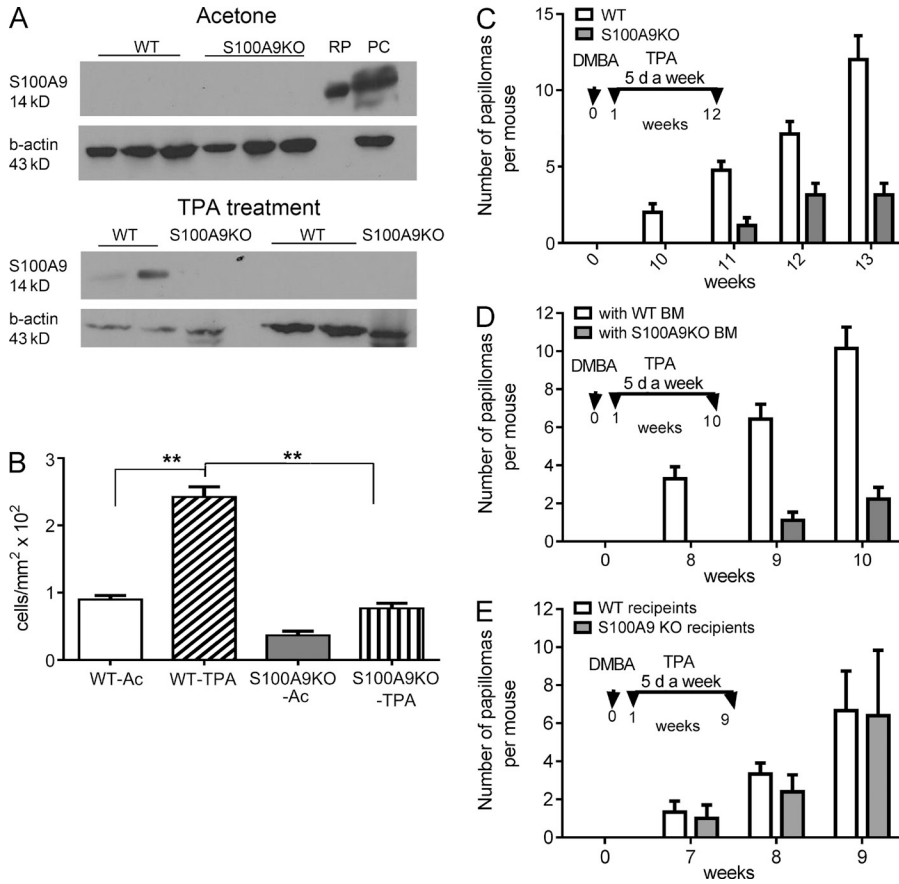 A
Acetone
WT S100A9KO RP PC
S100A9
14 kD
b-actin
43 kD
TPA treatment
WT S100A9KO WT S100A9KO
S100A9
14 kD
b-actin
43 kD
B
** **
cells/mm² x 10²
3
2
1
0
WT-Ac WT-TPA S100A9KO
-Ac S100A9KO
-TPA
C
WT
S100A9KO
Number of papillomas
per mouse
15
10
5
0
DMBA TPA
5 d a week
0 1 12
weeks
0 10 11 12 13
weeks
D
with WT BM
with S100A9KO BM
Number of papillomas
per mouse
12
10
8
6
4
2
0
DMBA TPA
5 d a week
0 1 10
weeks
0 8 9 10
weeks
E
WT recipeints
S100A9 KO recipients
Number of papillomas
per mouse
12
10
8
6
4
2
0
DMBA TPA
5 d a week
0 1 9
weeks
0 7 8 9
weeks